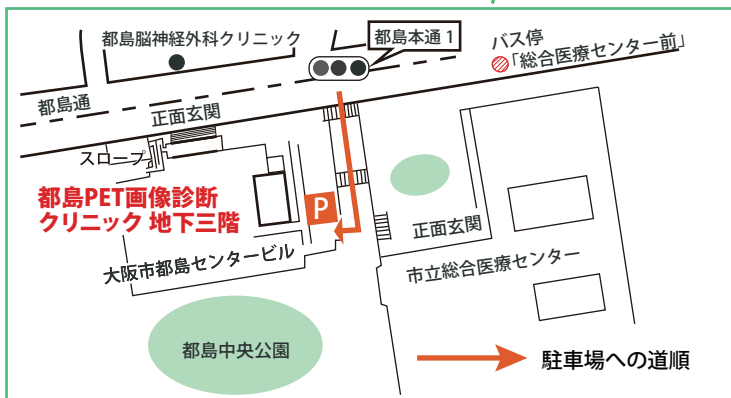 都島脳神経外科クリニック
都島本通 1
バス停
「総合医療センター前」
都島通
正面玄関
スロープ
都島PET画像診断
クリニック 地下三階
P
正面玄関
大阪市都島センタービル
市立総合医療センター
都島中央公園
駐車場への道順